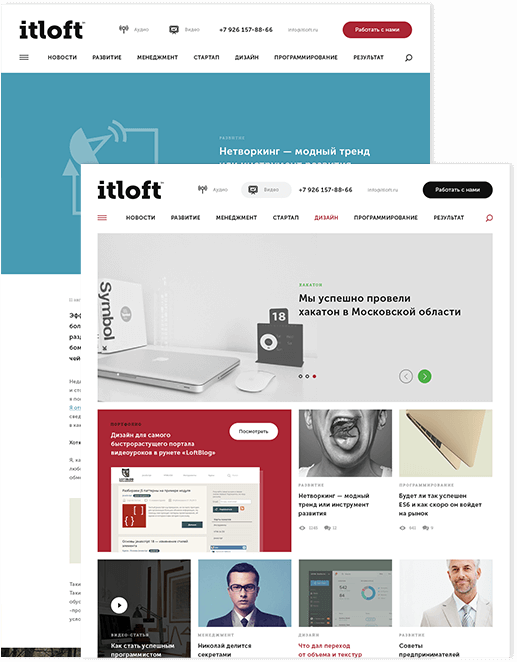 itloft
Аудио
Видео
+7 926 157-88-66
info@itloft.ru
Работать с нами
НОВОСТИ
РАЗВИТИЕ
МЕНЕДЖМЕНТ
СТАРТАП
ДИЗАЙН
ПРОГРАММИРОВАНИЕ
РЕЗУЛЬТАТ
РАЗВИТИЕ
Нетворкинг — модный тренд
или инструмент развития
itloft
Аудио
Видео
+7 926 157-88-66
info@itloft.ru
Работать с нами
НОВОСТИ
РАЗВИТИЕ
МЕНЕДЖМЕНТ
СТАРТАП
ДИЗАЙН
ПРОГРАММИРОВАНИЕ
РЕЗУЛЬТАТ
Symbol
18
ХАКАТОН
Мы успешно провели
хакатон в Московской области
Дизайн для самого
быстрорастущего портала
видеоуроков в рунете «LoftBlog»
Посмотреть
РАЗВИТИЕ
Нетворкинг — модный
тренд или инструмент
развития
ПРОГРАММИРОВАНИЕ
Будет ли так успешен
ES6 и как скоро он войдет
на рынок
ВИДЕО-СТАТЬИ
Как стать успешным
программистом
МЕНЕДЖМЕНТ
Николай делится
секретами
ДИЗАЙН
Что дал переход
от объема и текстур
РАЗВИТИЕ
Советы
предпринимателей